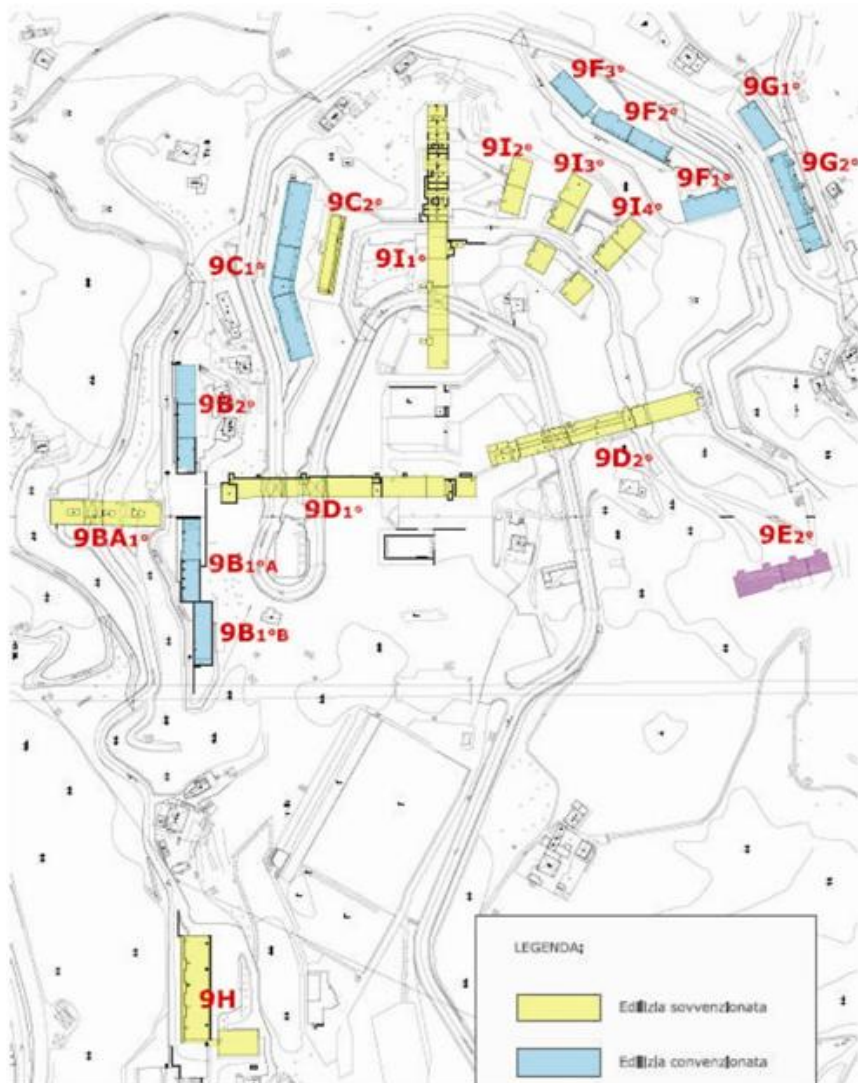 9F3°
9F2°
9G1°
9I2°
9I3°
9G2°
9F1°
9C2°
9I4°
9C1°
9I1°
9B2°
9D2°
9D1°
9BA1°
9E2°
9B1°A
9B1°B
9H
LEGENDA:
Edilizia sovvenzionata
Edilizia convenzionata